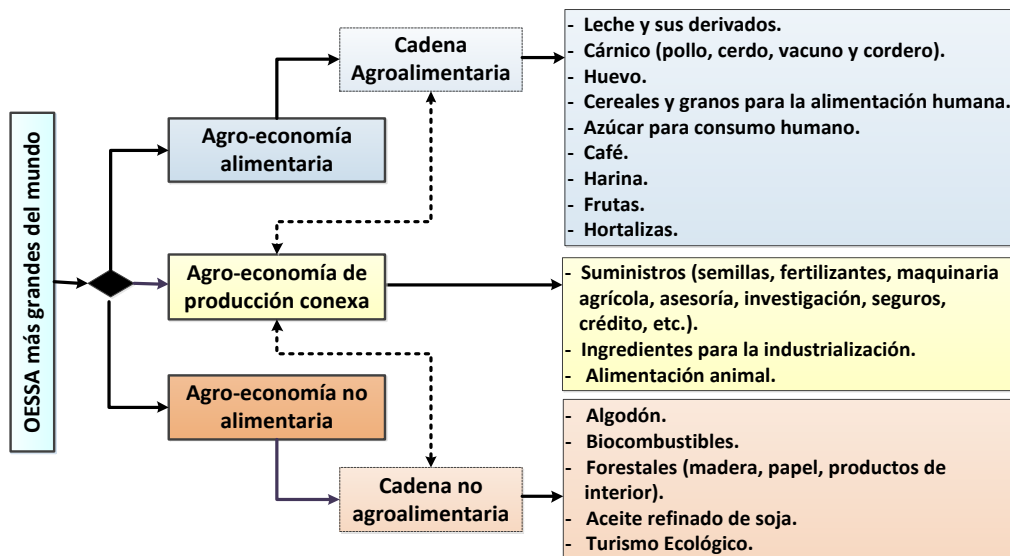 OESSA más grandes del mundo
Agro-economía
alimentaria
Cadena
Agroalimentaria
- Leche y sus derivados.
- Cárnico (pollo, cerdo, vacuno y cordero).
- Huevo.
- Cereales y granos para la alimentación humana.
- Azúcar para consumo humano.
- Café.
- Harina.
- Frutas.
- Hortalizas.
Agro-economía de
producción conexa
- Suministros (semillas, fertilizantes, maquinaria
agrícola, asesoría, investigación, seguros,
crédito, etc.).
- Ingredientes para la industrialización.
- Alimentación animal.
Agro-economía no
alimentaria
Cadena no
agroalimentaria
- Algodón.
- Biocombustibles.
- Forestales (madera, papel, productos de
interior).
- Aceite refinado de soja.
- Turismo Ecológico.